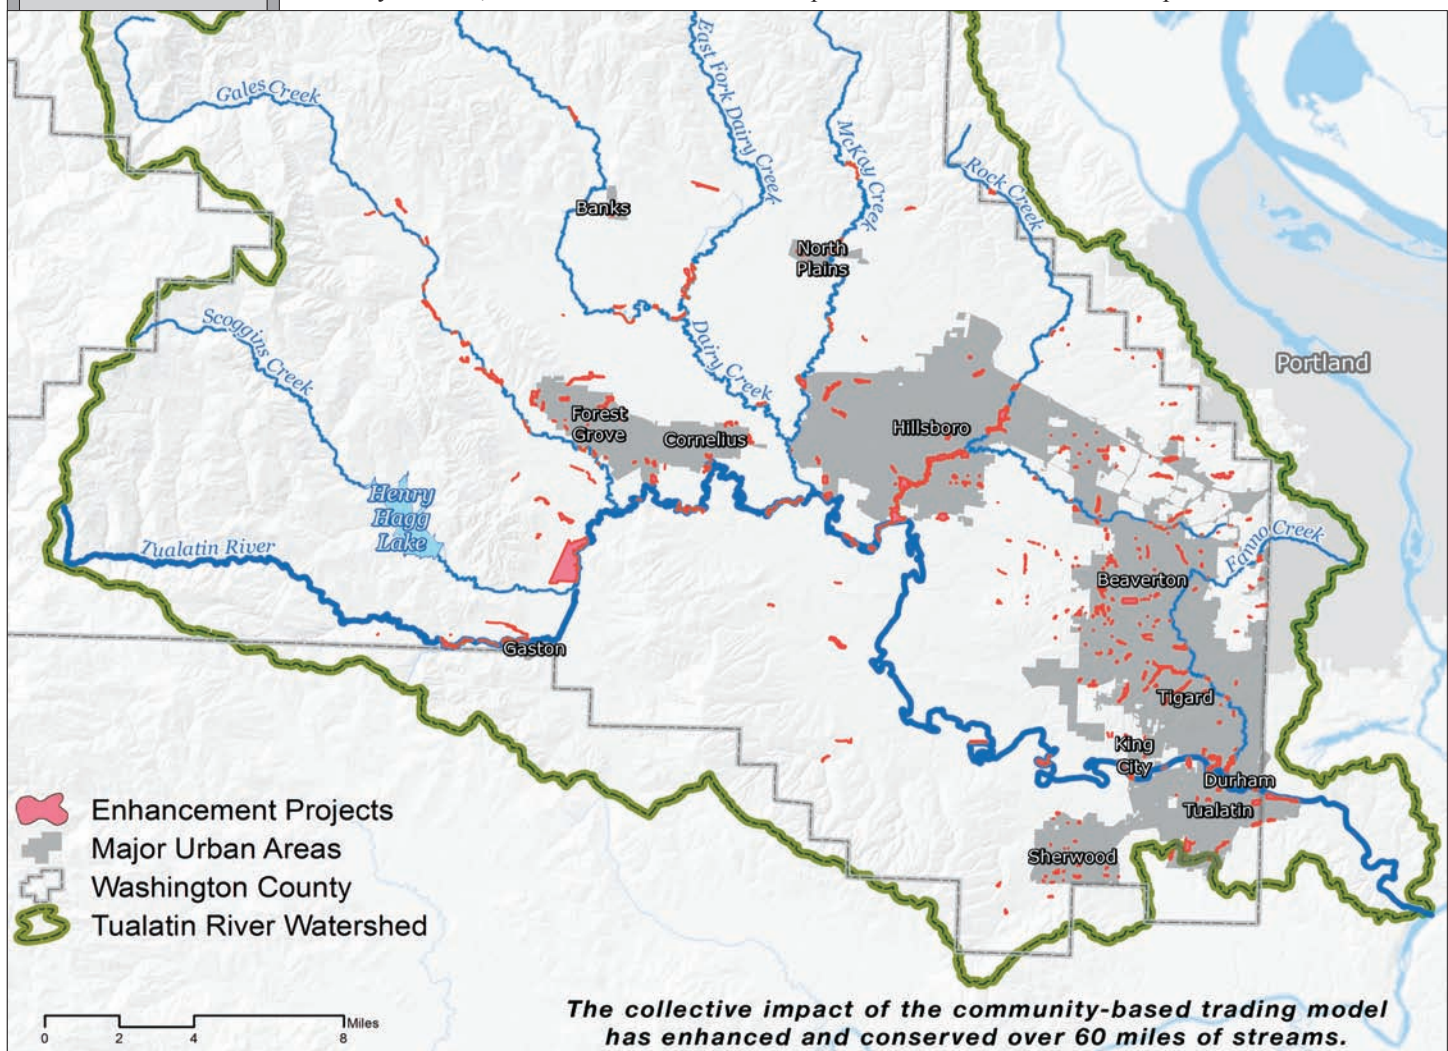 Gales Creek
East Fork Dairy Creek
McKay Creek
Rock Creek
Banks
North
Plains
Scoggins
Creek
Dairy Creek
Portland
Forest
Grove
Cornelius
Hillsboro
Henry
Hagg
Lake
Tualatin River
Fanno Creek
Beaverton
Gaston
Tigard
King
City
Durham
Tualatin
Sherwood
Enhancement Projects
Major Urban Areas
Washington County
Tualatin River Watershed
Miles
0 2 4 8
The collective impact of the community-based trading model
has enhanced and conserved over 60 miles of streams.